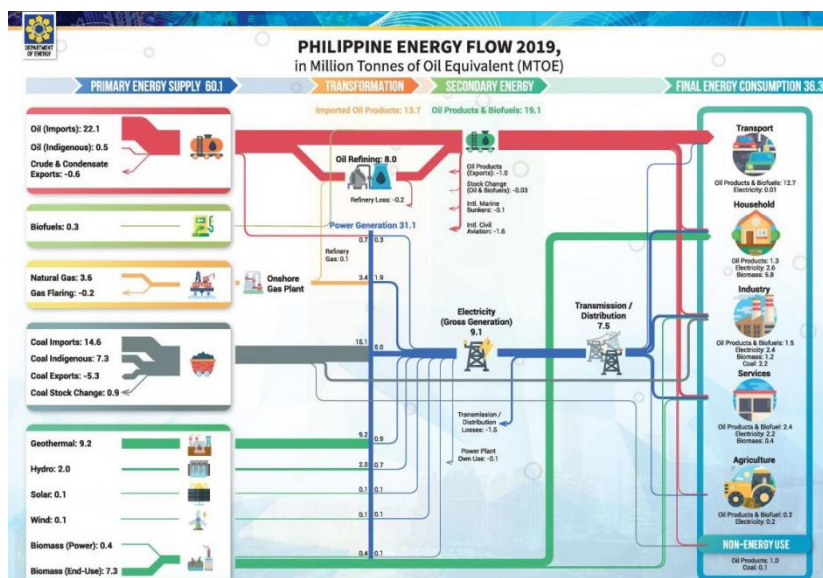 DEPARTMENT
OF ENERGY
PHILIPPINE ENERGY FLOW 2019,
in Million Tonnes of Oil Equivalent (MTOE)
PRIMARY ENERGY SUPPLY 60.1
TRANSFORMATION
SECONDARY ENERGY
FINAL ENERGY CONSUMPTION 36.3
Imported Oil Products: 13.7
Oil Products & Biofuels: 19.1
Oil (Imports): 22.1
Oil (Indigenous): 0.5
Crude & Condensate
Exports: -0.6
Oil Refining: 8.0
Refinery Loss: -0.2
Oil Products
(Exports): -1.0
Stock Change
(Oil & Biofuels): -0.03
Intl. Marine
Bunkers: -0.1
Intl. Civil
Aviation: -1.6
Transport
Oil Products & Biofuels: 12.7
Electricity: 0.01
Biofuels: 0.3
Power Generation 31.1
0.7
0.3
Refinery
Gas: 0.1
Household
Oil Products: 1.3
Electricity: 2.6
Biomass: 5.8
Natural Gas: 3.6
Gas Flaring: -0.2
Onshore
Gas Plant
3.4
1.9
Industry
Oil Products & Biofuels: 1.5
Electricity: 2.4
Biomass: 1.2
Coal: 2.2
Coal Imports: 14.6
Coal Indigenous: 7.3
Coal Exports: -5.3
Coal Stock Change: 0.9
15.1
5.0
Electricity
(Gross Generation)
9.1
Transmission /
Distribution
7.5
Services
Oil Products & Biofuel: 2.4
Electricity: 2.2
Biomass: 0.4
Transmission /
Distribution
Losses: -1.5
Power Plant
Own Use: -0.1
Geothermal: 9.2
9.2
0.9
Hydro: 2.0
2.0
0.7
Solar: 0.1
0.1
0.1
Wind: 0.1
0.1
0.1
Biomass (Power): 0.4
0.4
0.1
Biomass (End-Use): 7.3
Agriculture
Oil Products & Biofuel: 0.2
Electricity: 0.2
NON-ENERGY USE
Oil Products: 1.0
Coal: 0.1